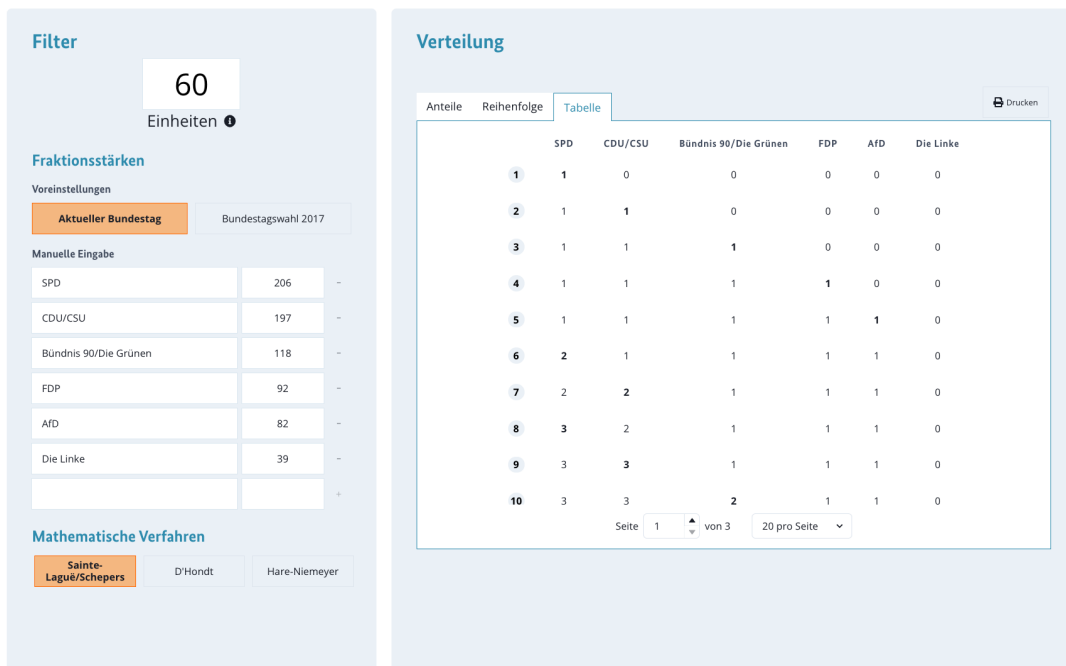 Filter
60
Einheiten
Fraktionsstärken
Voreinstellungen
Aktueller Bundestag Bundestagswahl 2017
Manuelle Eingabe
SPD 206 -
CDU/CSU 197 -
Bündnis 90/Die Grünen 118 -
FDP 92 -
AfD 82 -
Die Linke 39 -
+
Mathematische Verfahren
Sainte-
Laguë/Schepers D'Hondt Hare-Niemeyer
Verteilung
Anteile Reihenfolge Tabelle Drucken
SPD CDU/CSU Bündnis 90/Die Grünen FDP AfD Die Linke
1 1 0 0 0 0 0
2 1 1 0 0 0 0
3 1 1 1 0 0 0
4 1 1 1 1 0 0
5 1 1 1 1 1 0
6 2 1 1 1 1 0
7 2 2 1 1 1 0
8 3 2 1 1 1 0
9 3 3 1 1 1 0
10 3 3 2 1 1 0
Seite 1 von 3 20 pro Seite